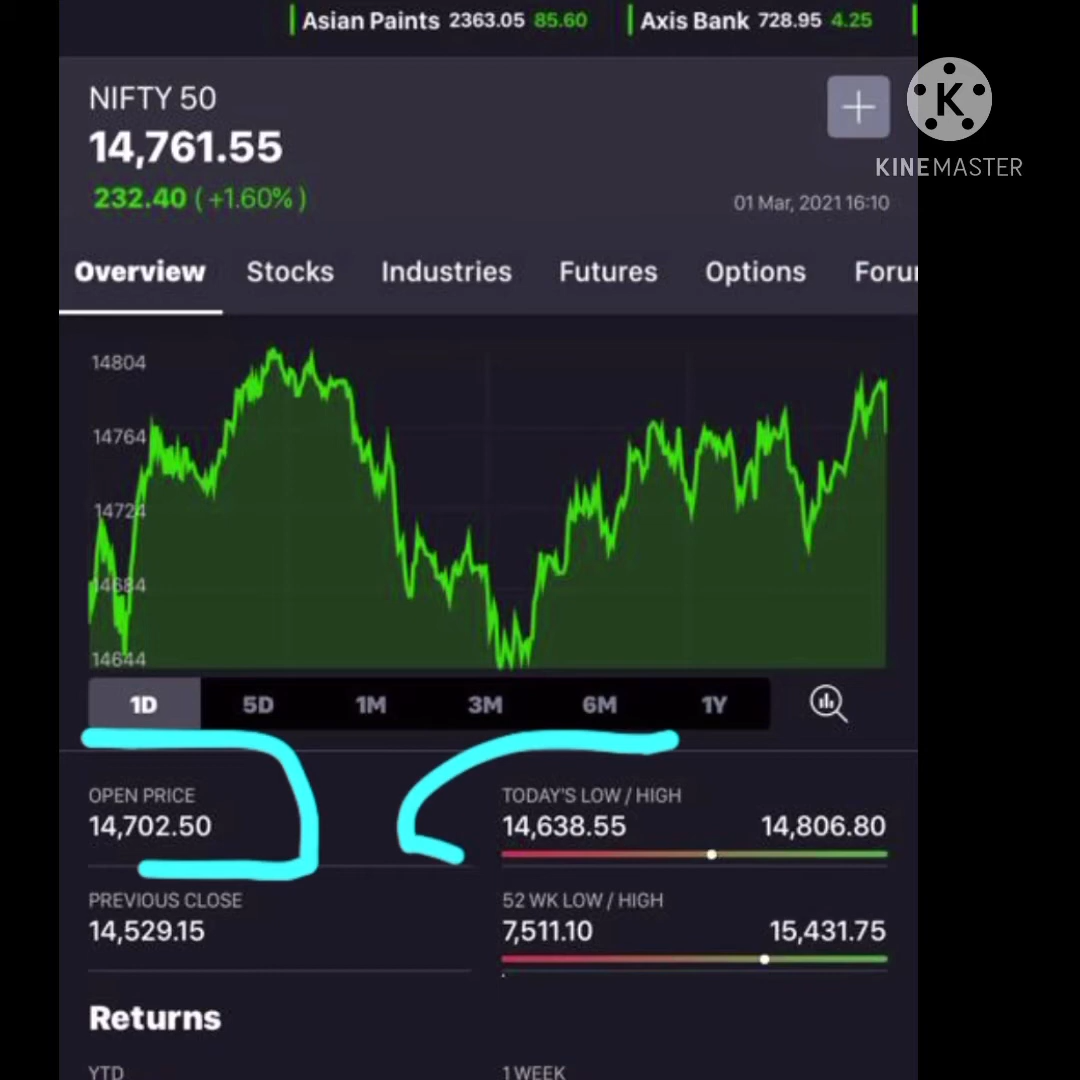 Asian Paints 2363.05 85.60 Axis Bank 728.95 4.25
NIFTY 50
14,761.55
232.40 ( +1.60% )
01 Mar, 2021 16:10
K
KINEMASTER
Overview Stocks Industries Futures Options Foru
14804
14764
14724
14684
14644
1D 5D 1M 3M 6M 1Y
OPEN PRICE
14,702.50
TODAY'S LOW / HIGH
14,638.55 14,806.80
PREVIOUS CLOSE
14,529.15
52 WK LOW / HIGH
7,511.10 15,431.75
Returns
YTD 1 WEEK